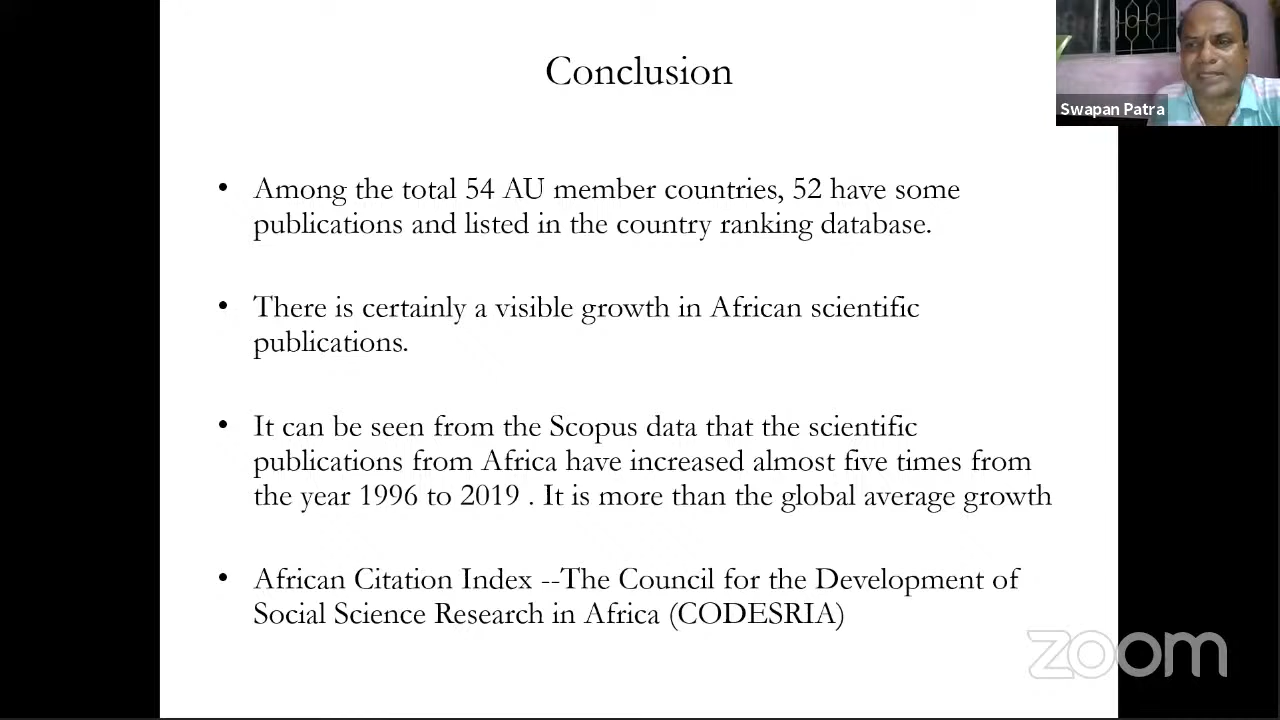 Conclusion
Swapan Patra
• Among the total 54 AU member countries, 52 have some
publications and listed in the country ranking database.
• There is certainly a visible growth in African scientific
publications.
• It can be seen from the Scopus data that the scientific
publications from Africa have increased almost five times from
the year 1996 to 2019 . It is more than the global average growth
• African Citation Index --The Council for the Development of
Social Science Research in Africa (CODESRIA)
zoom